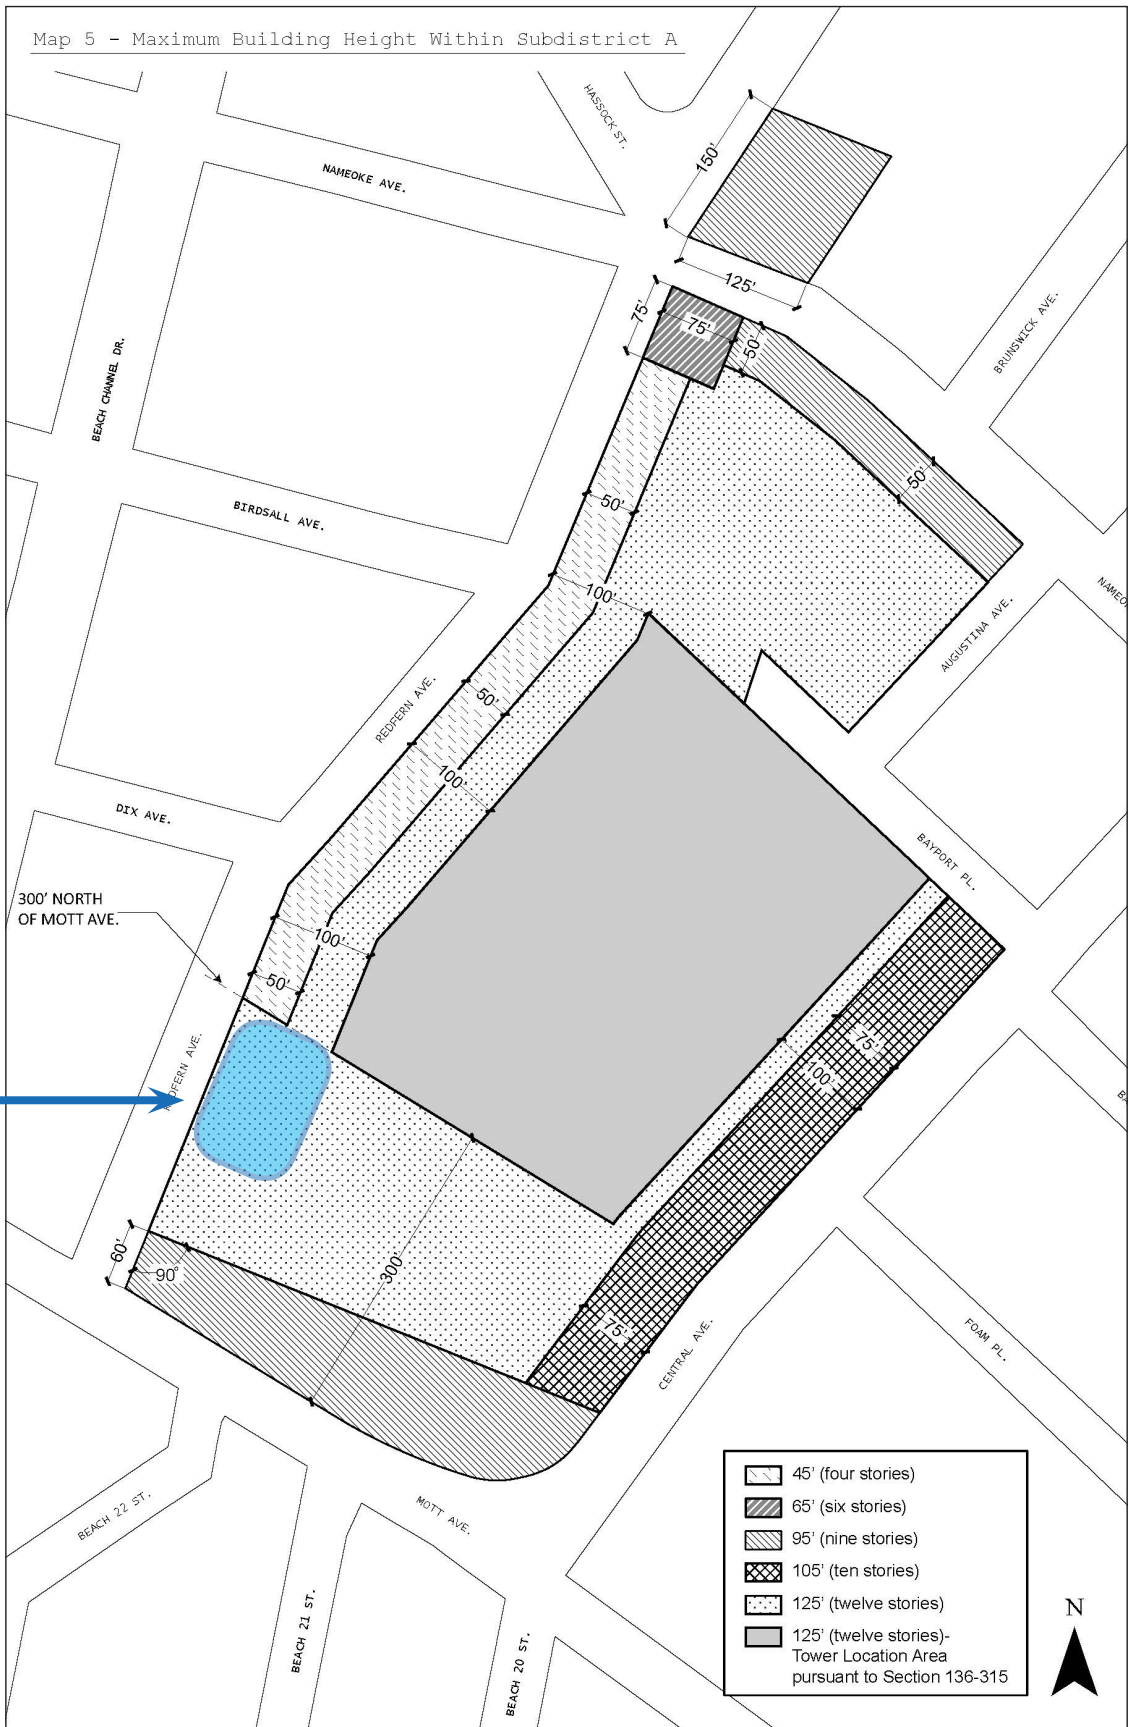 Map 5 - Maximum Building Height Within Subdistrict A
HASSOCK ST.
150'
NAMEOKE AVE.
125'
75'
75'
50'
BRUNSWICK AVE.
BEACH CHANNEL DR.
50'
50'
BIRDSALL AVE.
100'
NAMEO
AUGUSTINA AVE.
REDFERN AVE.
50'
100'
DIX AVE.
BAYPORT PL.
300' NORTH
OF MOTT AVE.
100'
50'
75'
100'
DFERN AVE.
BA
60'
90°
300'
75'
CENTRAL AVE.
FOAM PL.
BEACH 22 ST.
MOTT AVE.
BEACH 21 ST.
BEACH 20 ST.
45' (four stories)
65' (six stories)
95' (nine stories)
105' (ten stories)
125' (twelve stories)
125' (twelve stories)-
Tower Location Area
pursuant to Section 136-315
N